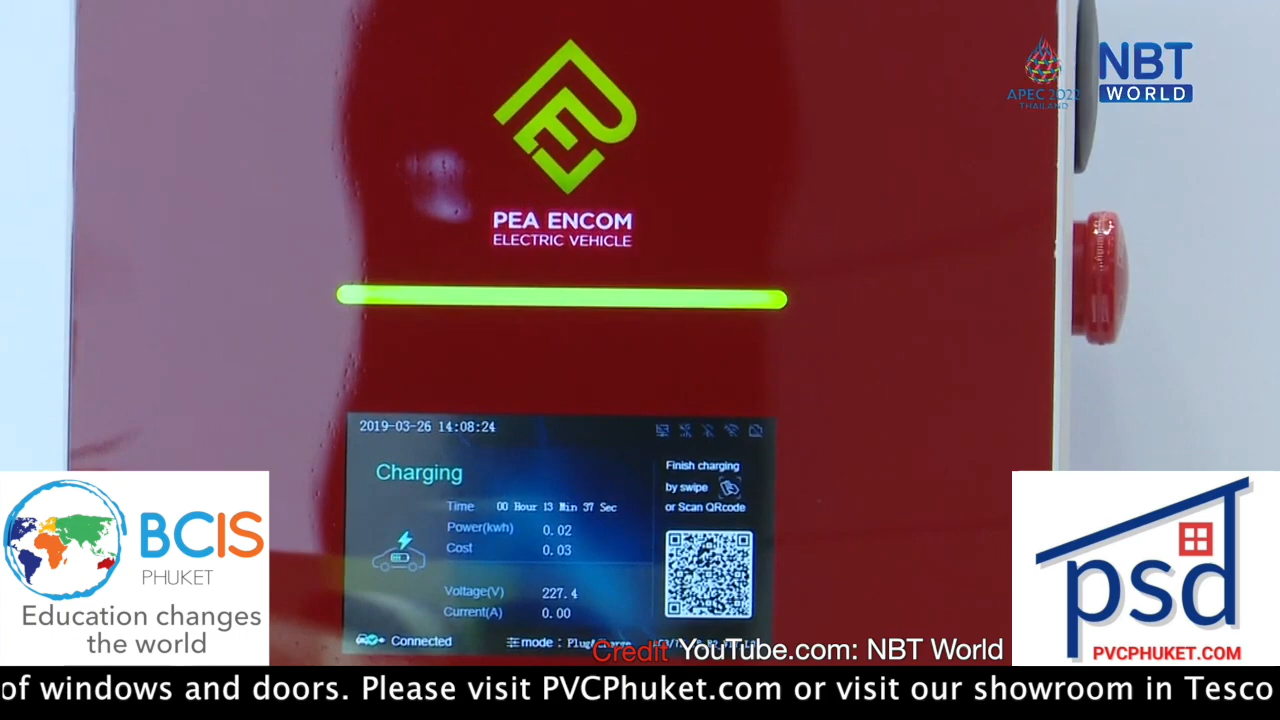 APEC 2022
THAILAND
NBT
WORLD
PEA ENCOM
ELECTRIC VEHICLE
2019-03-26 14:08:24
Charging
Finish charging
by swipe
or Scan QRcode
Time 00 Hour 13 Min 37 Sec
Power(kwh) 0.02
Cost 0.03
Voltage(V) 227.4
Current(A) 0.00
Connected
mode : Plug&Charge
BCIS
PHUKET
Education changes
the world
psd
PVCPHUKET.COM
Credit YouTube.com: NBT World
of windows and doors. Please visit PVCPhuket.com or visit our showroom in Tesco